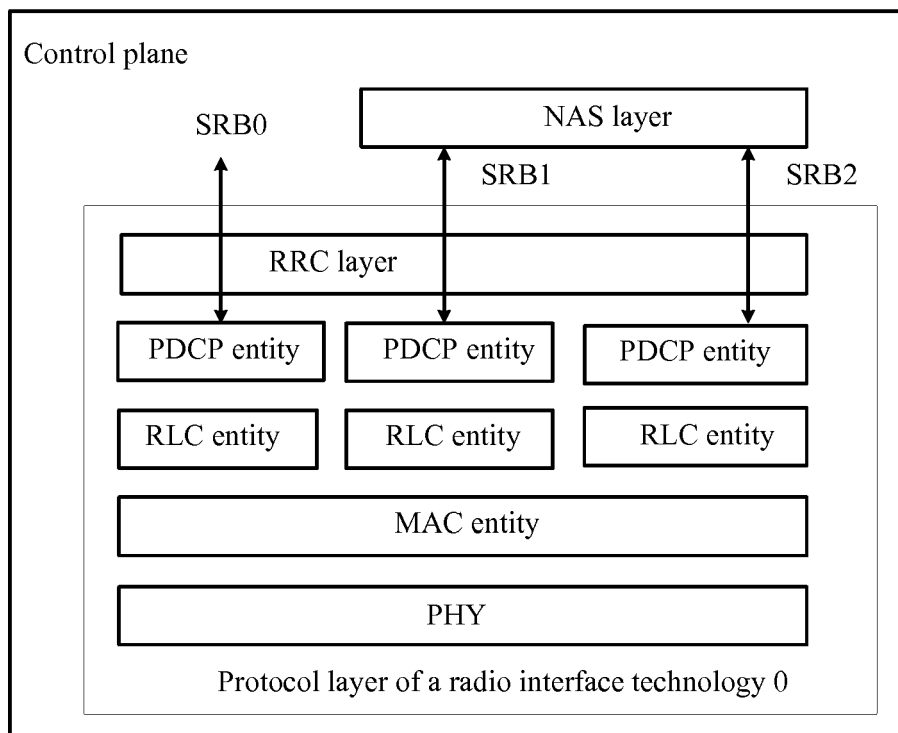 Control plane
NAS layer
SRB0
SRB1
SRB2
RRC layer
PDCP entity
PDCP entity
PDCP entity
RLC entity
RLC entity
RLC entity
MAC entity
PHY
Protocol layer of a radio interface technology 0